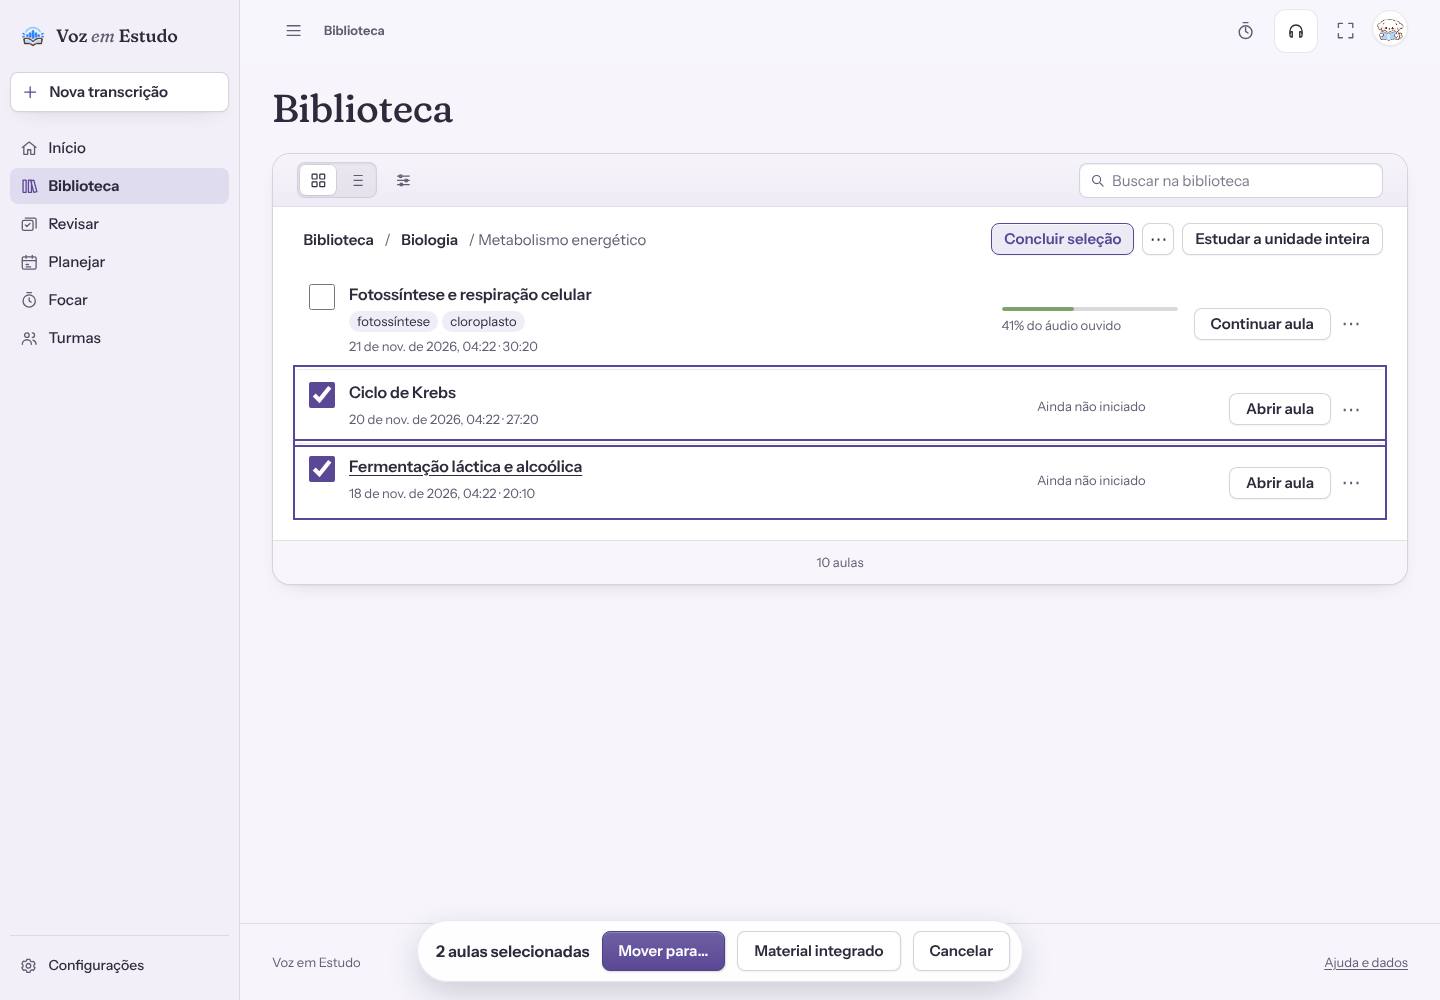 Voz em Estudo
Biblioteca
Nova transcrição
Início
Biblioteca
Revisar
Planejar
Focar
Turmas
Configurações
Biblioteca
Buscar na biblioteca
Biblioteca / Biologia / Metabolismo energético
Concluir seleção
Estudar a unidade inteira
Fotossíntese e respiração celular
fotossíntese cloroplasto
21 de nov. de 2026, 04:22 · 30:20
41% do áudio ouvido
Continuar aula
Ciclo de Krebs
20 de nov. de 2026, 04:22 · 27:20
Ainda não iniciado
Abrir aula
Fermentação láctica e alcoólica
18 de nov. de 2026, 04:22 · 20:10
Ainda não iniciado
Abrir aula
10 aulas
2 aulas selecionadas
Mover para...
Material integrado
Cancelar
Voz em Estudo
Ajuda e dados